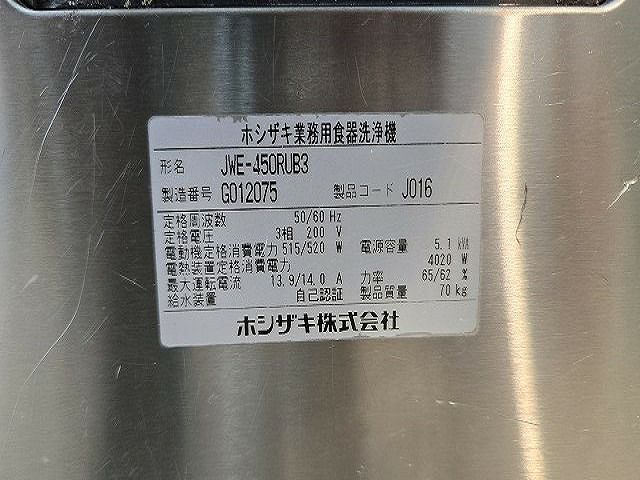 ホシザキ業務用食器洗浄機
形名 JWE-450RUB3
製造番号 G012075 製品コード J016
定格周波数 50/60 Hz
定格電圧 3相 200 V
電動機定格消費電力 515/520 W 電源容量 5.1 kVA
電熱装置定格消費電力 4020 W
最大運転電流 13.9/14.0 A 力率 65/62 %
給水装置 自己認証 製品質量 70 kg
ホシザキ株式会社